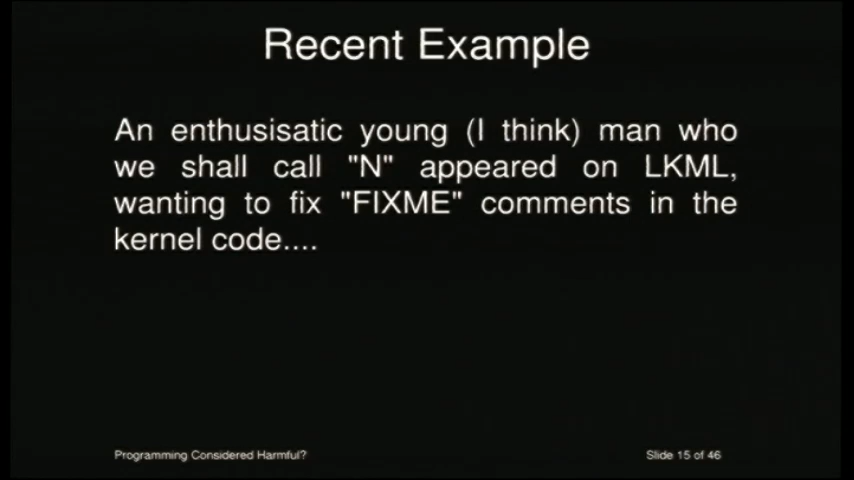 Recent Example
An enthusisatic young (I think) man who
we shall call "N" appeared on LKML,
wanting to fix "FIXME" comments in the
kernel code....
Programming Considered Harmful?
Slide 15 of 46